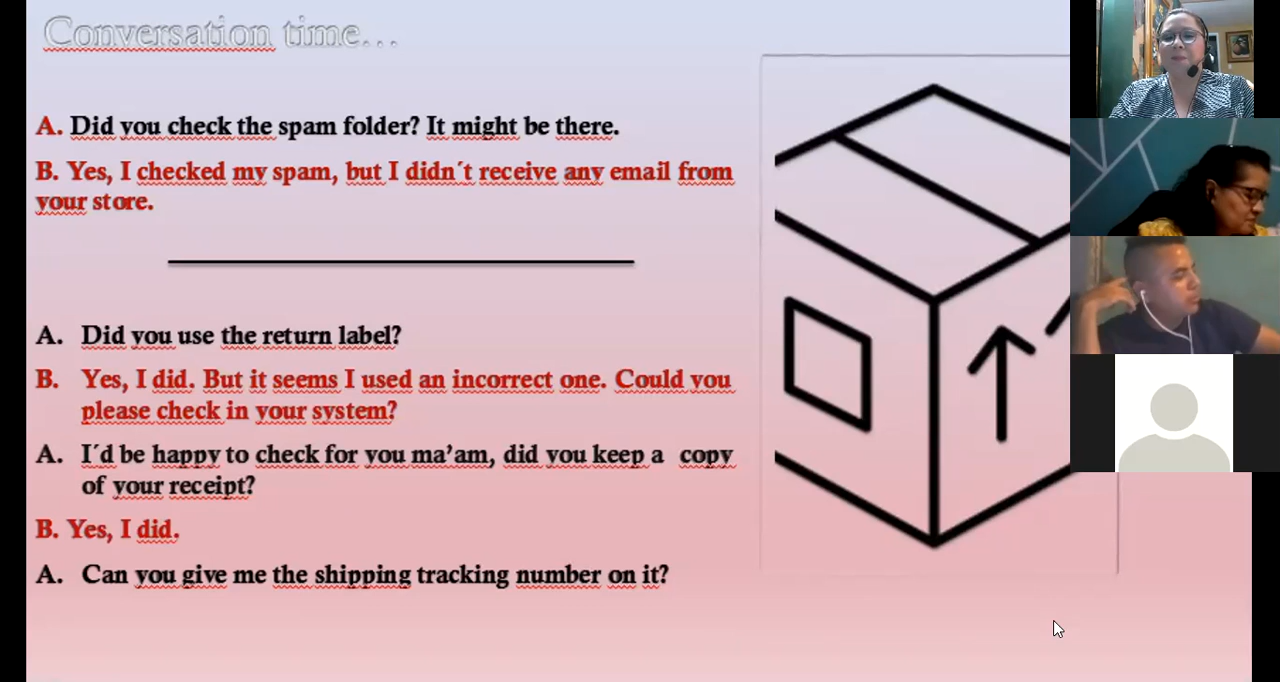 Conversation time…
A. Did you check the spam folder? It might be there.
B. Yes, I checked my spam, but I didn´t receive any email from
your store.
A. Did you use the return label?
B. Yes, I did. But it seems I used an incorrect one. Could you
please check in your system?
A. I´d be happy to check for you ma’am, did you keep a copy
of your receipt?
B. Yes, I did.
A. Can you give me the shipping tracking number on it?